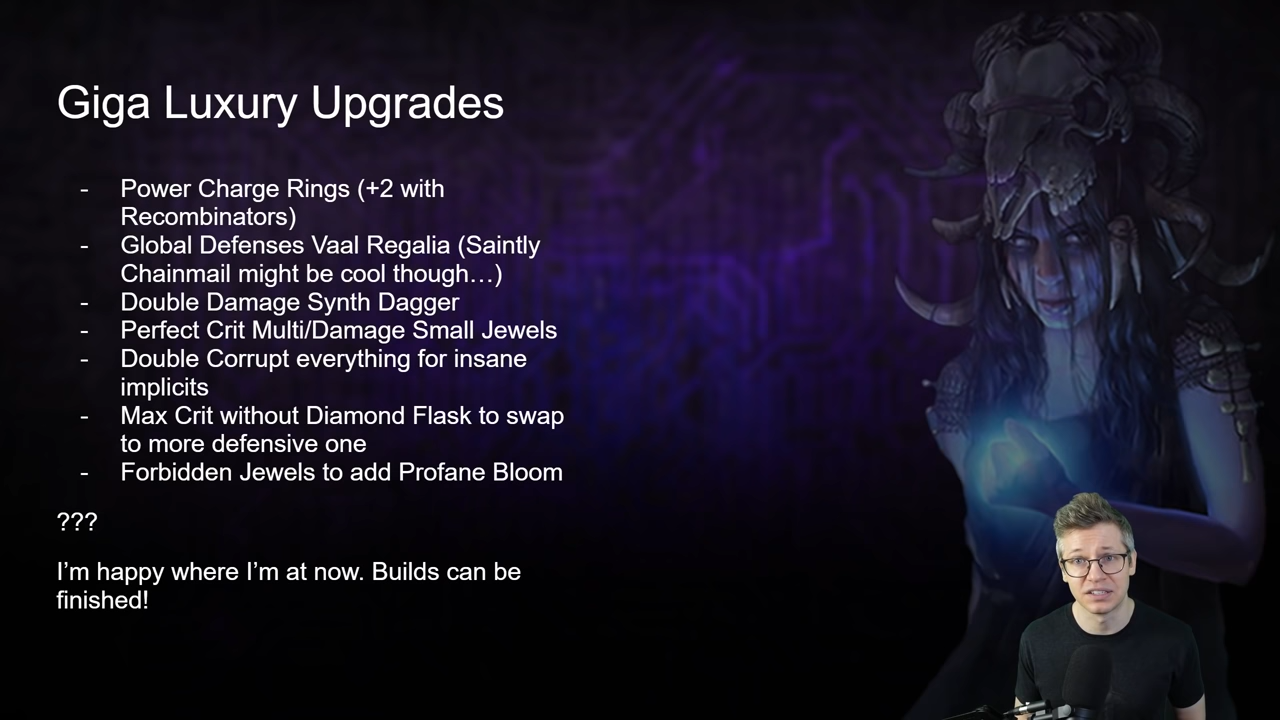 Giga Luxury Upgrades
- Power Charge Rings (+2 with
Recombinators)
- Global Defenses Vaal Regalia (Saintly
Chainmail might be cool though…)
- Double Damage Synth Dagger
- Perfect Crit Multi/Damage Small Jewels
- Double Corrupt everything for insane
implicits
- Max Crit without Diamond Flask to swap
to more defensive one
- Forbidden Jewels to add Profane Bloom
???
I’m happy where I’m at now. Builds can be
finished!